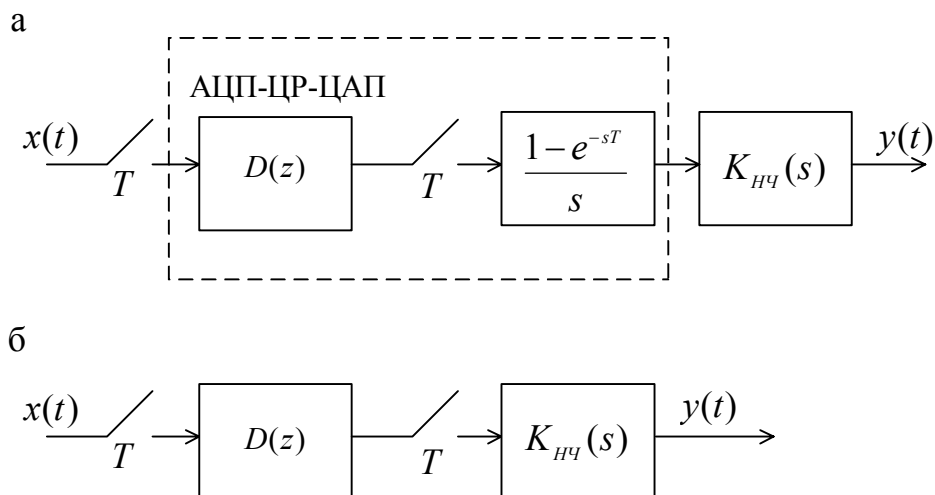 а
АЦП-ЦР-ЦАП
x(t) T D(z) T 1−e^{−sT} / s K_{НЧ}(s) y(t)
б
x(t) T D(z) T K_{НЧ}(s) y(t)